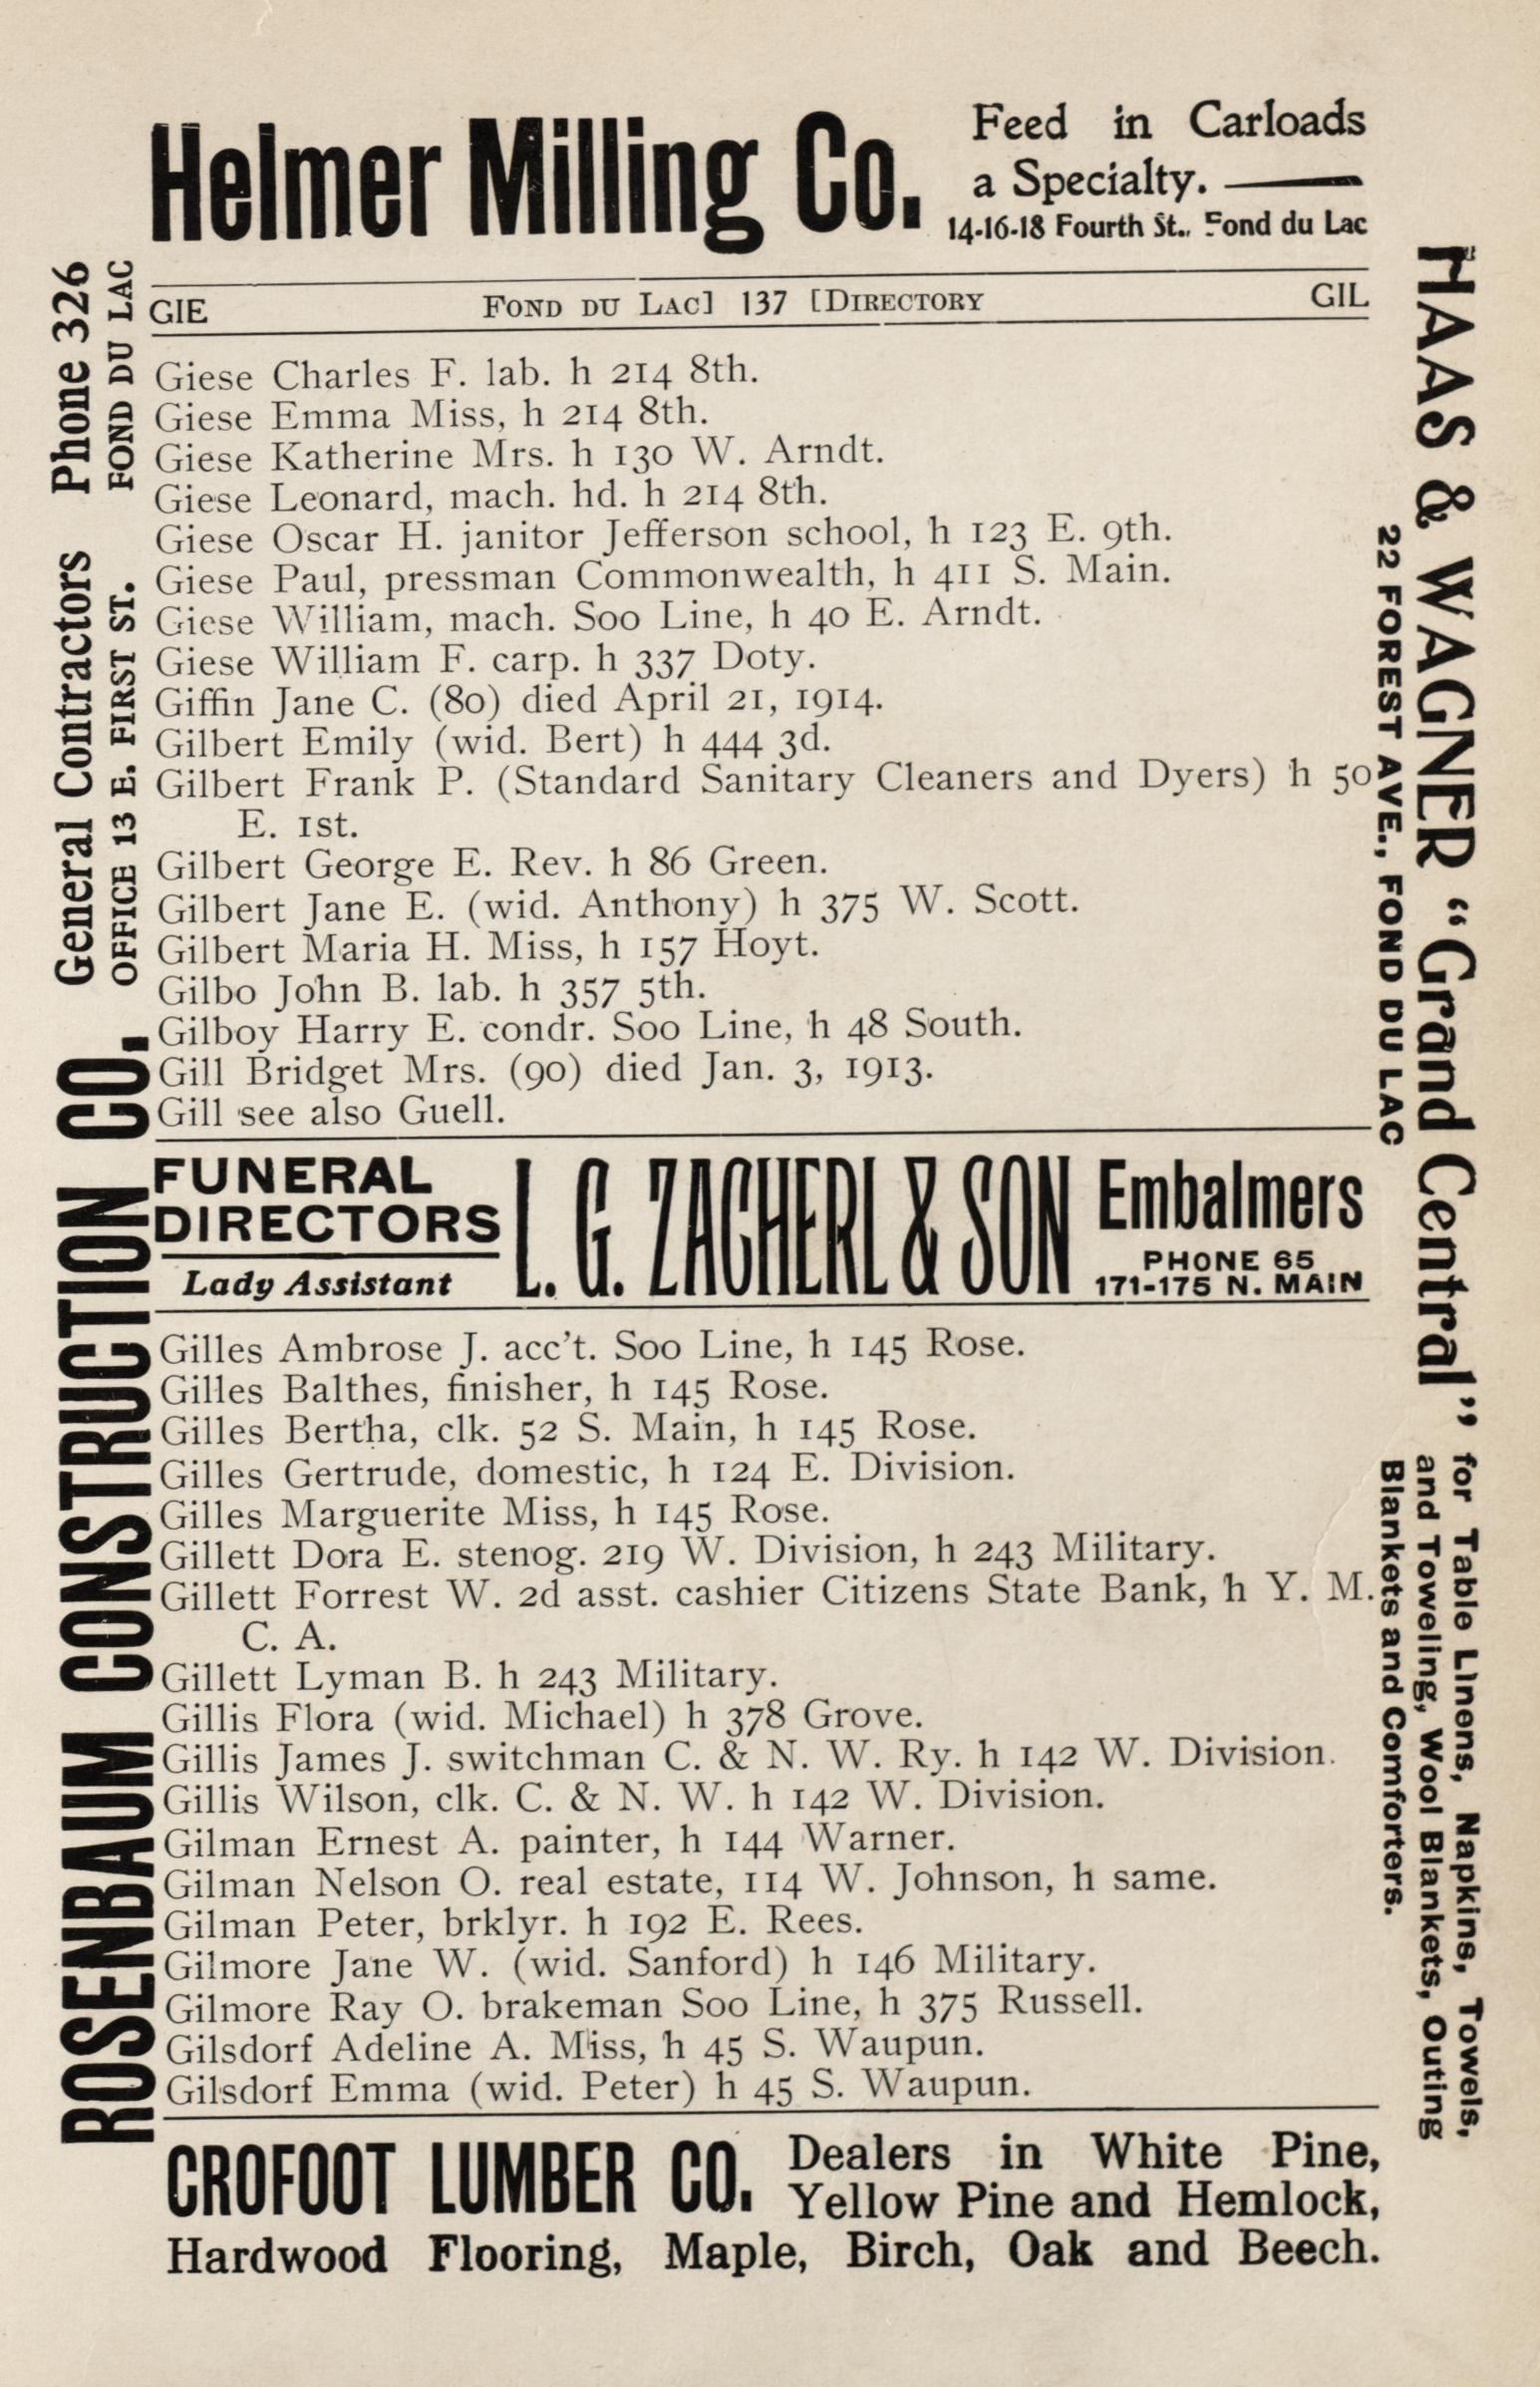 Helmer Milling Co.
Feed in Carloads
a Specialty.
14-16-18 Fourth St., Fond du Lac
GIE FOND DU LAC] 137 [DIRECTORY GIL
Giese Charles F. lab. h 214 8th.
Giese Emma Miss, h 214 8th.
Giese Katherine Mrs. h 130 W. Arndt.
Giese Leonard, mach. hd. h 214 8th.
Giese Oscar H. janitor Jefferson school, h 123 E. 9th.
Giese Paul, pressman Commonwealth, h 411 S. Main.
Giese William, mach. Soo Line, h 40 E. Arndt.
Giese William F. carp. h 337 Doty.
Giffin Jane C. (80) died April 21, 1914.
Gilbert Emily (wid. Bert) h 444 3d.
Gilbert Frank P. (Standard Sanitary Cleaners and Dyers) h 50
E. 1st.
Gilbert George E. Rev. h 86 Green.
Gilbert Jane E. (wid. Anthony) h 375 W. Scott.
Gilbert Maria H. Miss, h 157 Hoyt.
Gilbo John B. lab. h 357 5th.
Gilboy Harry E. condr. Soo Line, h 48 South.
Gill Bridget Mrs. (90) died Jan. 3, 1913.
Gill see also Guell.
FUNERAL
DIRECTORS
Lady Assistant
L. G. ZACHERL & SON
Embalmers
PHONE 65
171-175 N. MAIN
Gilles Ambrose J. acc't. Soo Line, h 145 Rose.
Gilles Balthes, finisher, h 145 Rose.
Gilles Bertha, clk. 52 S. Main, h 145 Rose.
Gilles Gertrude, domestic, h 124 E. Division.
Gilles Marguerite Miss, h 145 Rose.
Gillett Dora E. stenog. 219 W. Division, h 243 Military.
Gillett Forrest W. 2d asst. cashier Citizens State Bank, h Y. M.
C. A.
Gillett Lyman B. h 243 Military.
Gillis Flora (wid. Michael) h 378 Grove.
Gillis James J. switchman C. & N. W. Ry. h 142 W. Division.
Gillis Wilson, clk. C. & N. W. h 142 W. Division.
Gilman Ernest A. painter, h 144 Warner.
Gilman Nelson O. real estate, 114 W. Johnson, h same.
Gilman Peter, brklyr. h 192 E. Rees.
Gilmore Jane W. (wid. Sanford) h 146 Military.
Gilmore Ray O. brakeman Soo Line, h 375 Russell.
Gilsdorf Adeline A. Miss, h 45 S. Waupun.
Gilsdorf Emma (wid. Peter) h 45 S. Waupun.
CROFOOT LUMBER CO.
Dealers in White Pine,
Yellow Pine and Hemlock,
Hardwood Flooring, Maple, Birch, Oak and Beech.
ROSENBAUM CONSTRUCTION CO.
General Contractors Phone 326
OFFICE 13 E. FIRST ST. FOND DU LAC
HAAS & WAGNER "Grand Central"
22 FOREST AVE., FOND DU LAC
for Table Linens, Napkins, Towels,
and Toweling, Wool Blankets, Outing
Blankets and Comforters.